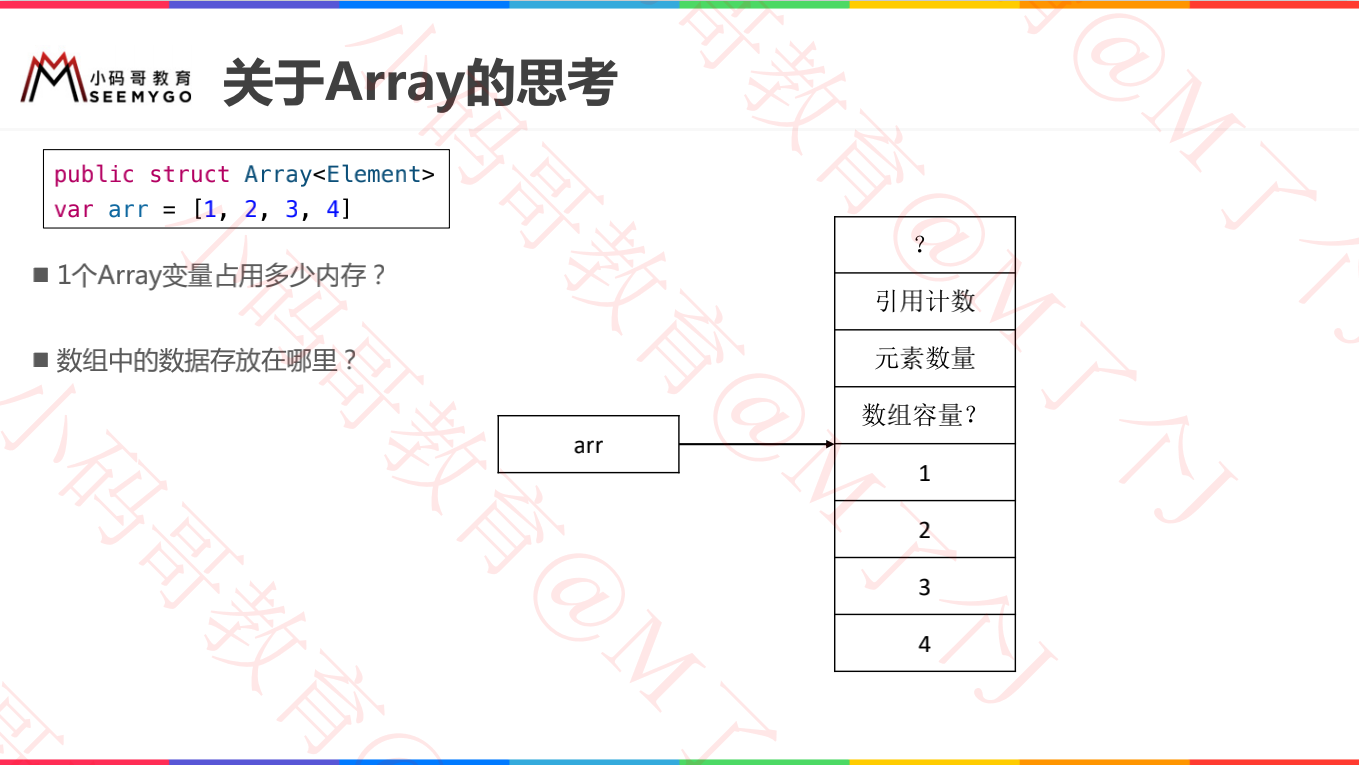 小码哥教育
SEEMYGO
关于Array的思考
public struct Array<Element>
var arr = [1, 2, 3, 4]
■ 1个Array变量占用多少内存？
■ 数组中的数据存放在哪里？
arr
？
引用计数
元素数量
数组容量？
1
2
3
4
小码哥教育@M了个J